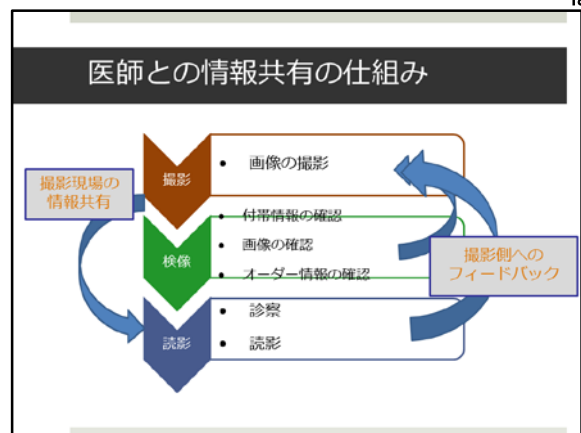 医師との情報共有の仕組み
撮影現場の
情報共有
撮影
• 画像の撮影
検像
• 付帯情報の確認
• 画像の確認
• オーダー情報の確認
撮影側への
フィードバック
読影
• 診察
• 読影